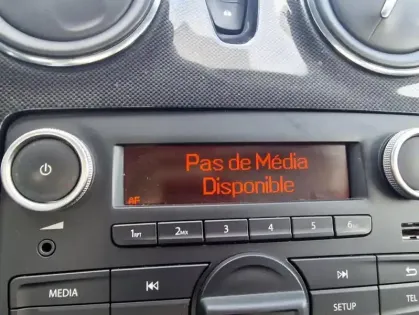 Pas de Média
Disponible
AF
1RPT 2MIX 3 4 5 6
MEDIA
SETUP
TEL